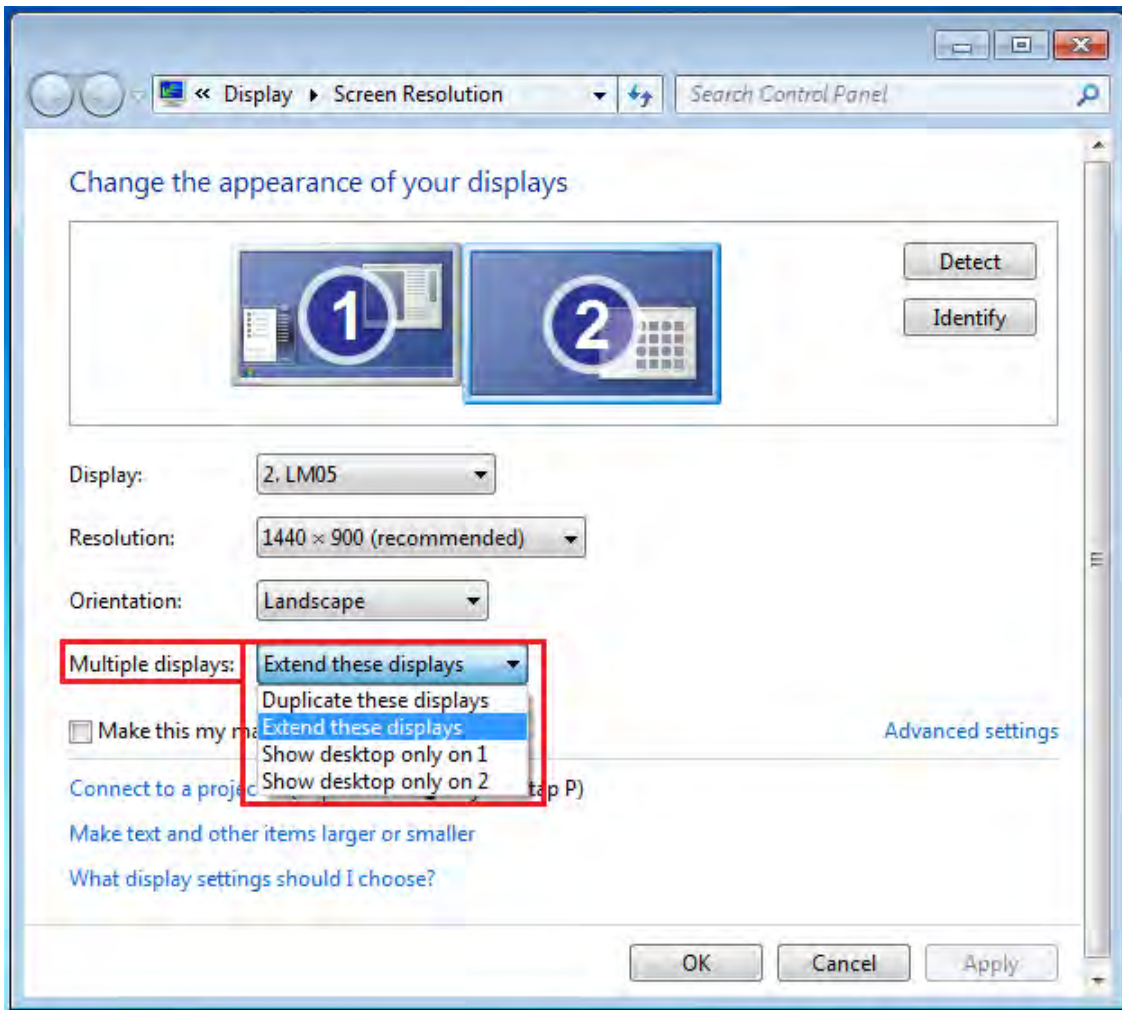 « Display ▸ Screen Resolution
Search Control Panel
Change the appearance of your displays
1
2
Detect
Identify
Display: 2. LM05
Resolution: 1440 × 900 (recommended)
Orientation: Landscape
Multiple displays: Extend these displays
Duplicate these displays
Extend these displays
Show desktop only on 1
Show desktop only on 2
Make this my
Advanced settings
Connect to a tap P)
Make text and other items larger or smaller
What display settings should I choose?
OK Cancel Apply